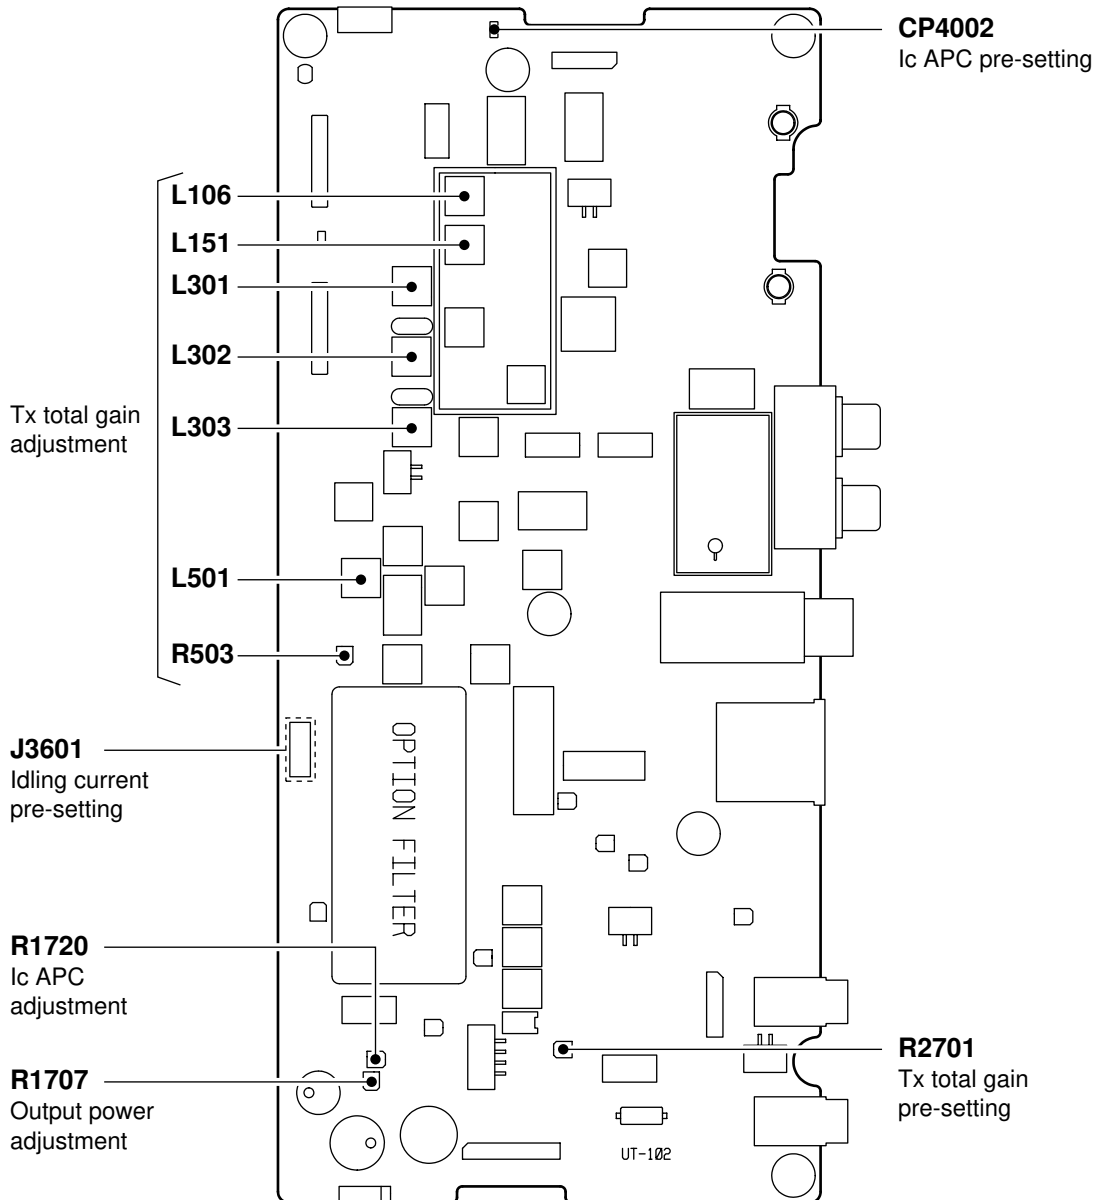 CP4002
Ic APC pre-setting
L106
L151
L301
L302
Tx total gain
adjustment
L303
L501
R503
J3601
Idling current
pre-setting
OPTION FILTER
R1720
Ic APC
adjustment
R1707
Output power
adjustment
R2701
Tx total gain
pre-setting
UT-102